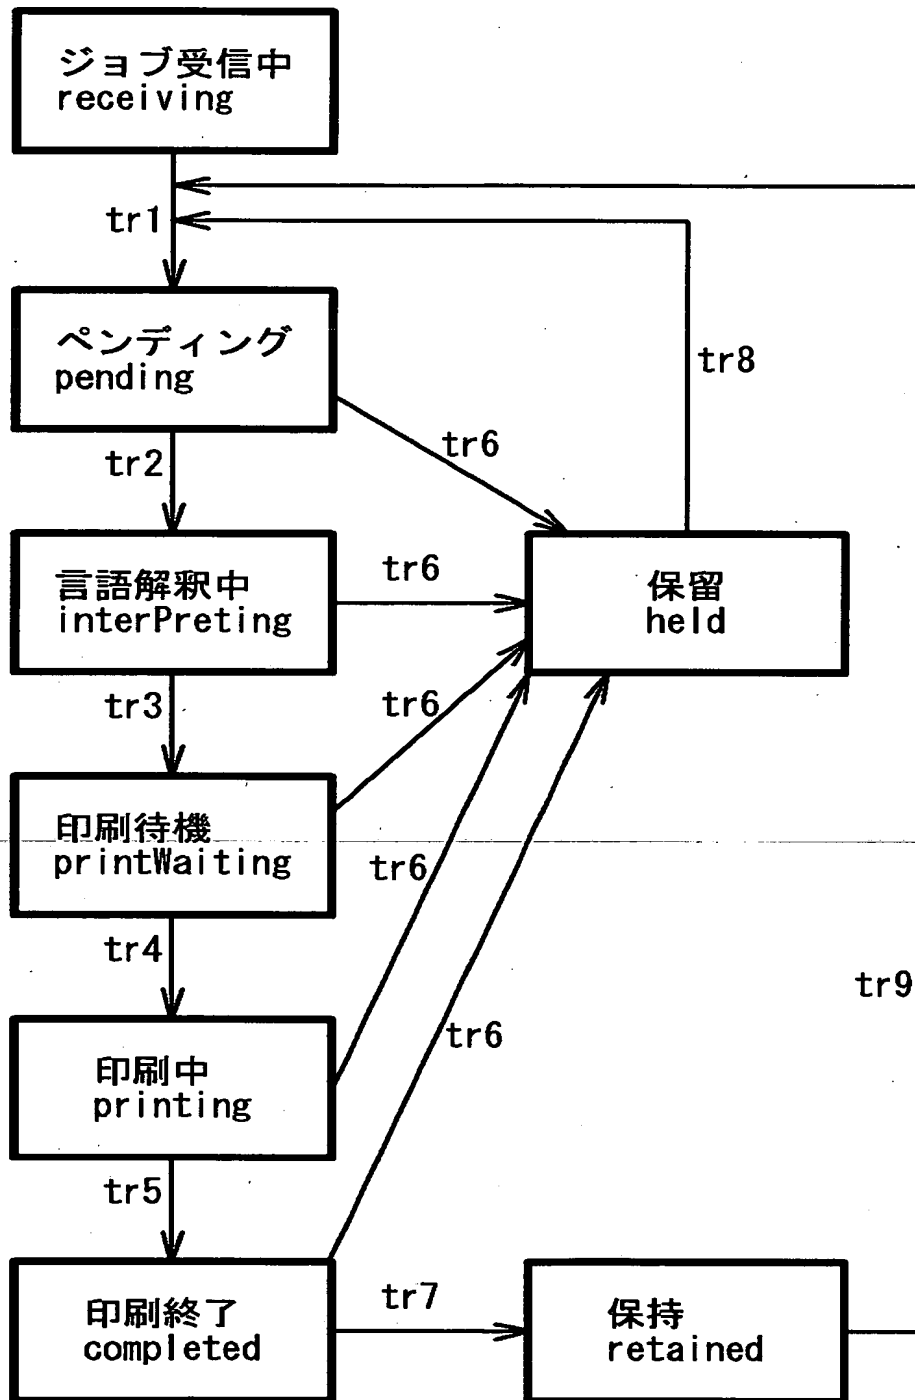 ジョブ受信中
receiving
tr1
ペンディング
pending
tr8
tr6
tr2
言語解釈中
interPreting
tr6
保留
held
tr3
tr6
印刷待機
printWaiting
tr6
tr4
tr9
tr6
印刷中
printing
tr5
印刷終了
completed
tr7
保持
retained